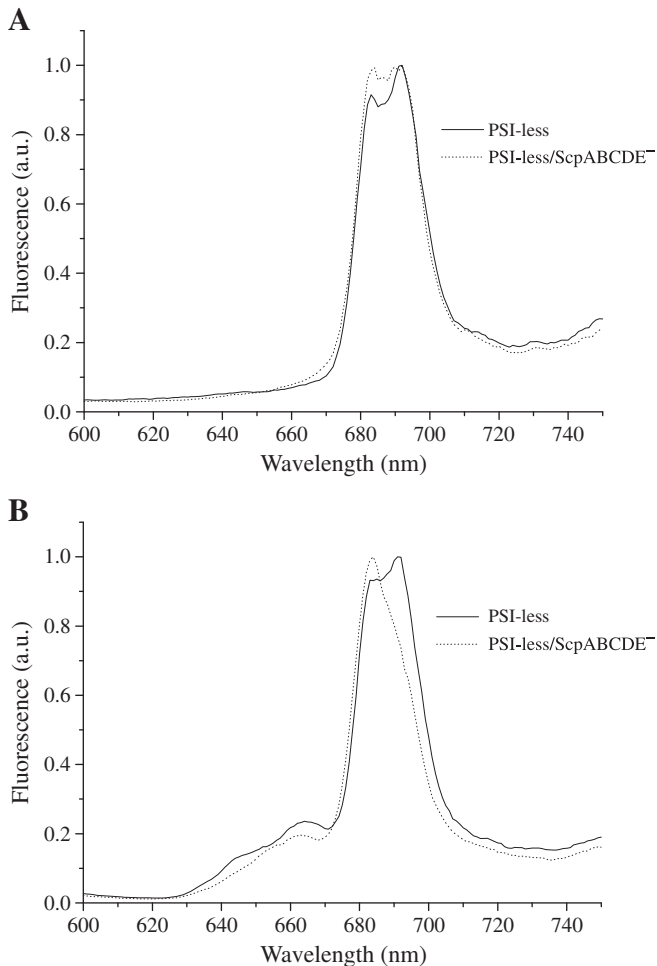 A
1.0
0.8
0.6
0.4
0.2
0.0
Fluorescence (a.u.)
PSI-less
PSI-less/ScpABCDE−
600 620 640 660 680 700 720 740
Wavelength (nm)
B
1.0
0.8
0.6
0.4
0.2
0.0
Fluorescence (a.u.)
PSI-less
PSI-less/ScpABCDE−
600 620 640 660 680 700 720 740
Wavelength (nm)